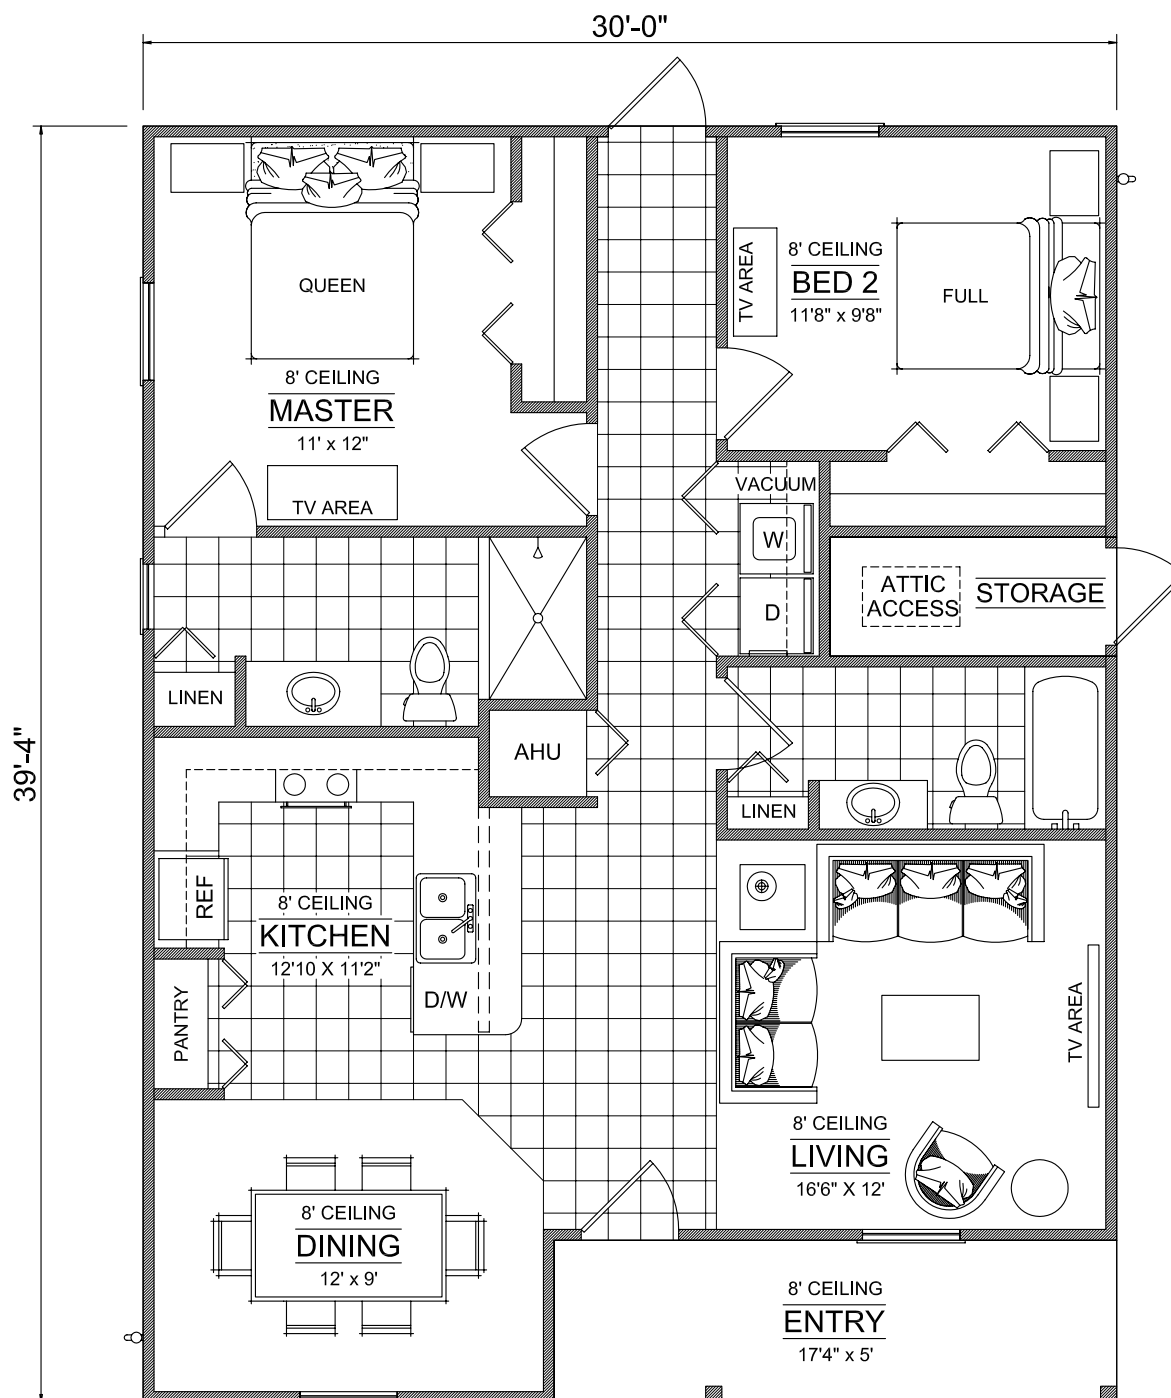 30'-0"
39'-4"
QUEEN
8' CEILING
MASTER
11' x 12"
TV AREA
TV AREA
8' CEILING
BED 2
11'8" x 9'8"
FULL
VACUUM
W
D
ATTIC
ACCESS
STORAGE
LINEN
AHU
LINEN
REF
8' CEILING
KITCHEN
12'10 X 11'2"
D/W
PANTRY
TV AREA
8' CEILING
LIVING
16'6" X 12'
8' CEILING
DINING
12' x 9'
8' CEILING
ENTRY
17'4" x 5'